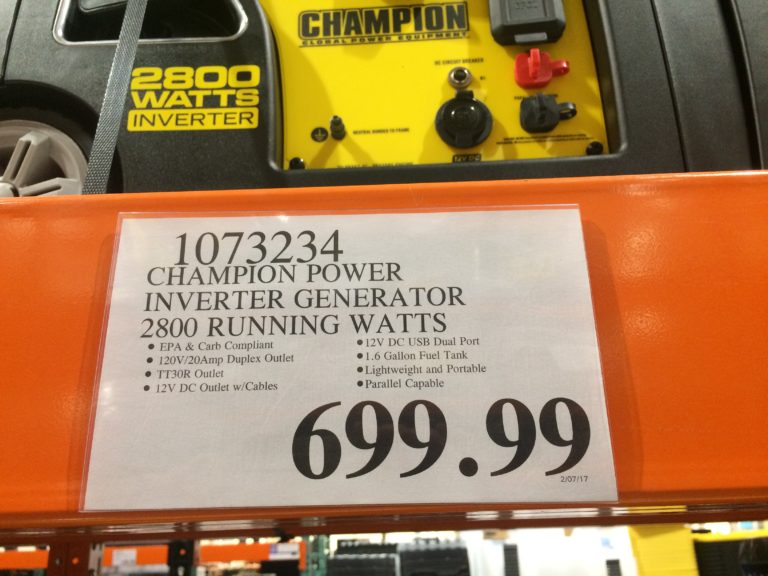 CHAMPION
GLOBAL POWER EQUIPMENT
2800
WATTS
INVERTER
DC CIRCUIT BREAKER
NEUTRAL BONDED TO FRAME
12V DC
1073234
CHAMPION POWER
INVERTER GENERATOR
2800 RUNNING WATTS
• EPA & Carb Compliant
• 120V/20Amp Duplex Outlet
• TT30R Outlet
• 12V DC Outlet w/Cables
• 12V DC USB Dual Port
• 1.6 Gallon Fuel Tank
• Lightweight and Portable
• Parallel Capable
699.99
2/07/17